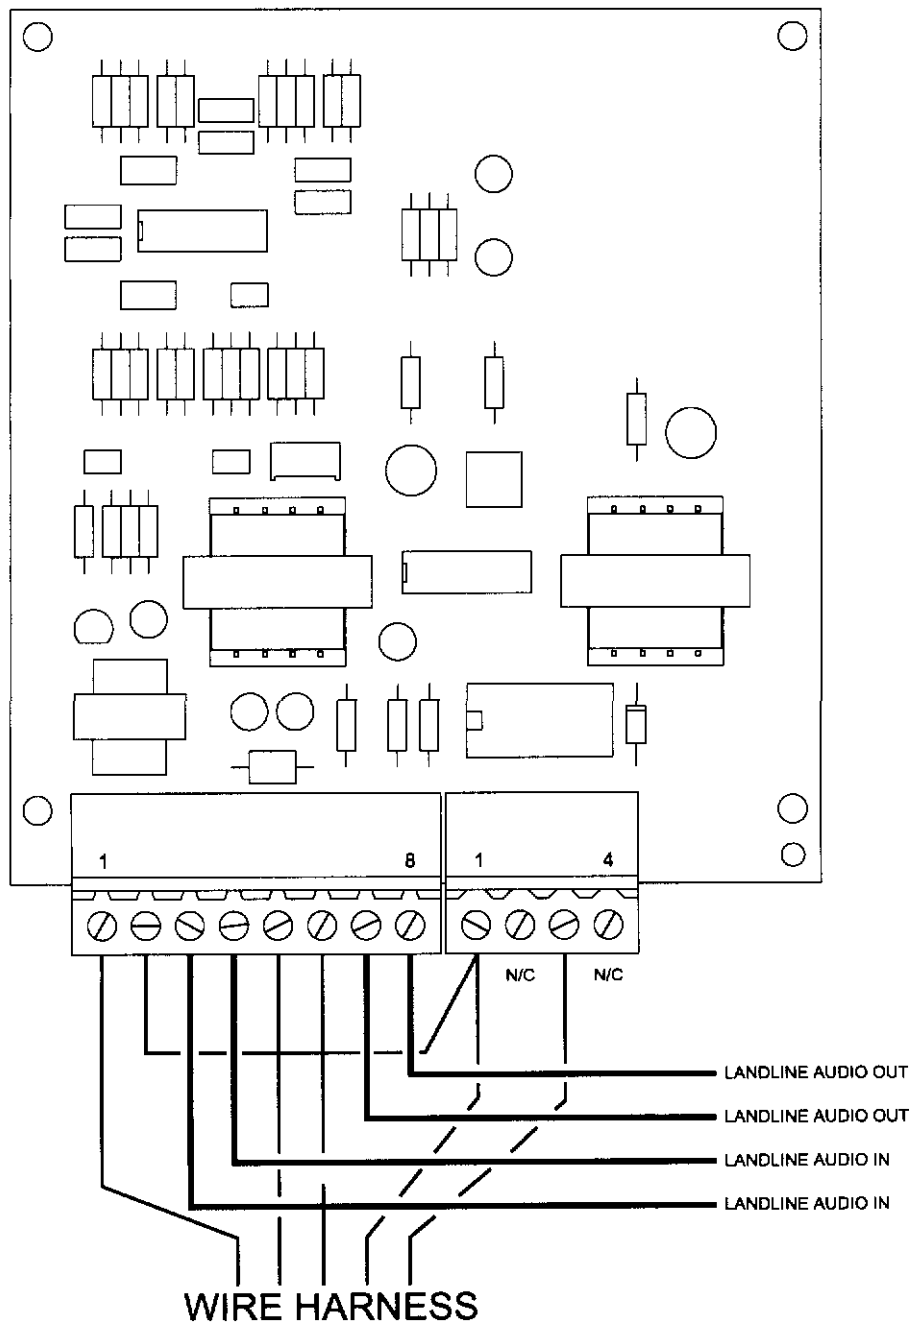 1 8 1 4
N/C N/C
LANDLINE AUDIO OUT
LANDLINE AUDIO OUT
LANDLINE AUDIO IN
LANDLINE AUDIO IN
WIRE HARNESS